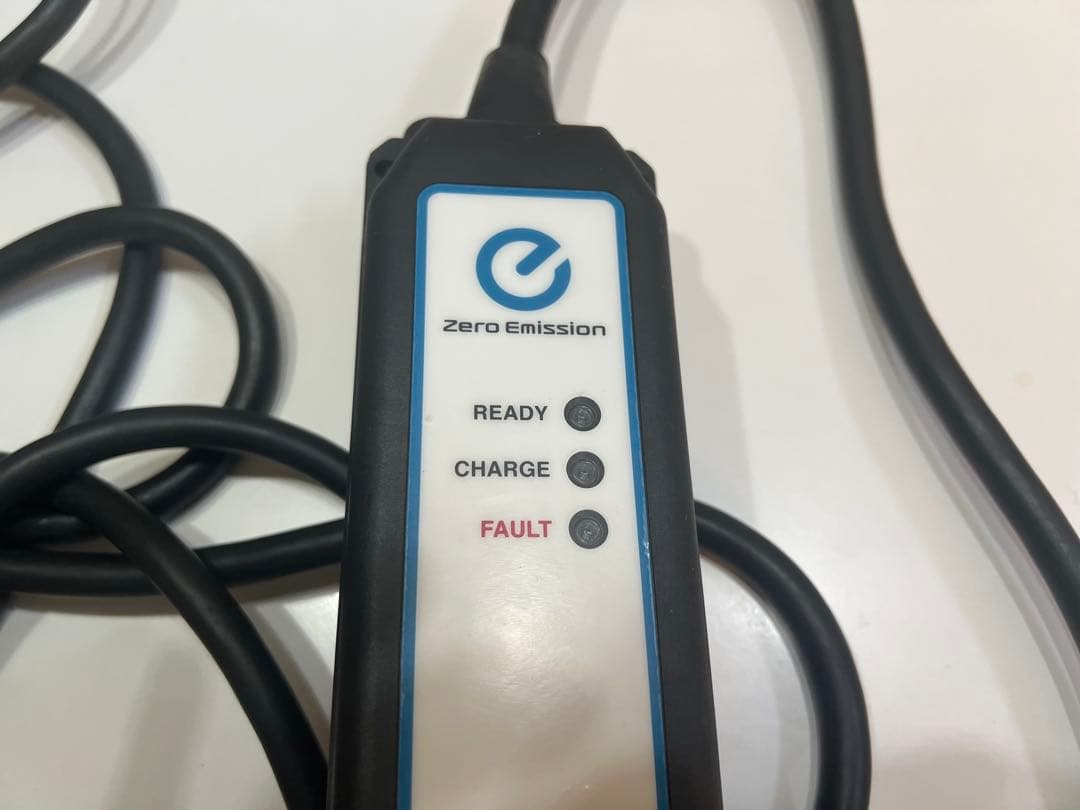 Zero Emission
READY
CHARGE
FAULT